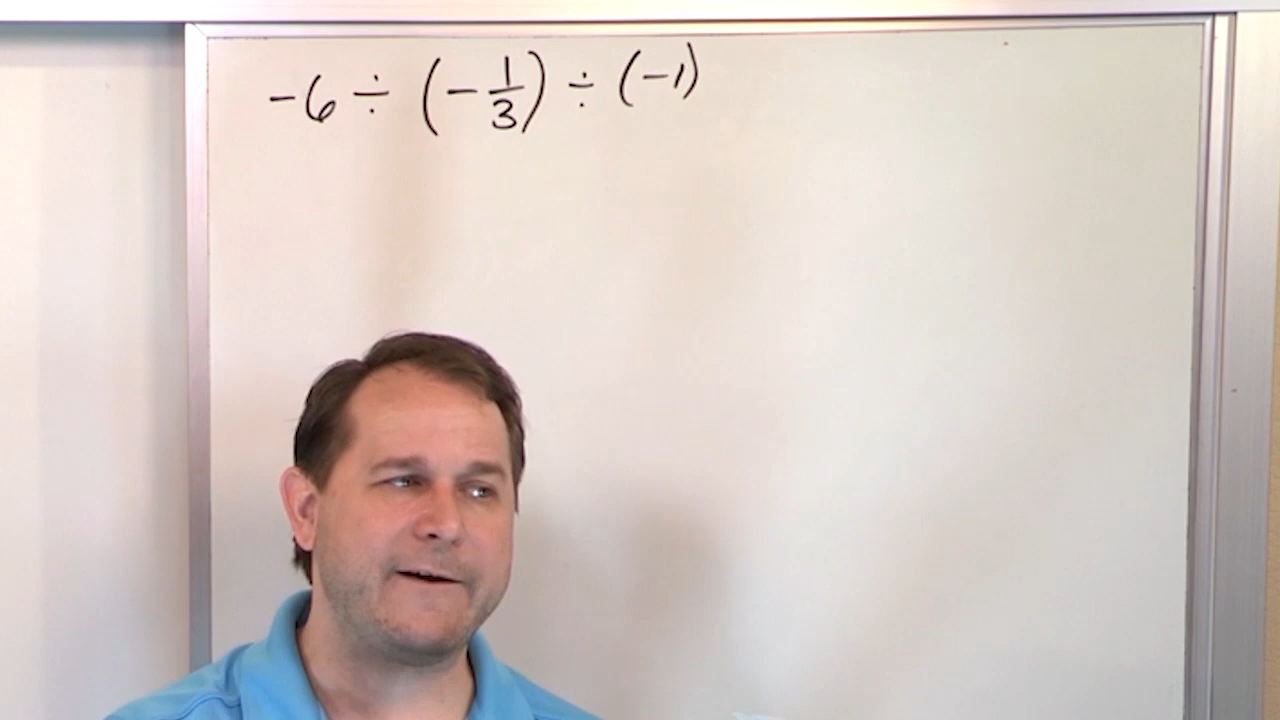 -6 ÷ (-1/3) ÷ (-1)